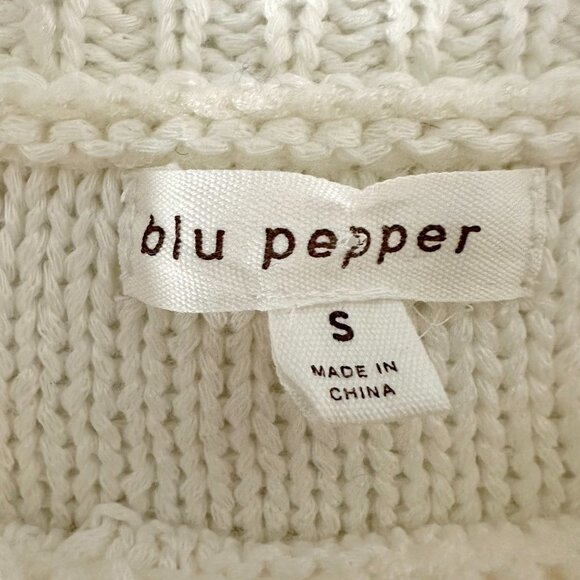 blu pepper
S
MADE IN
CHINA